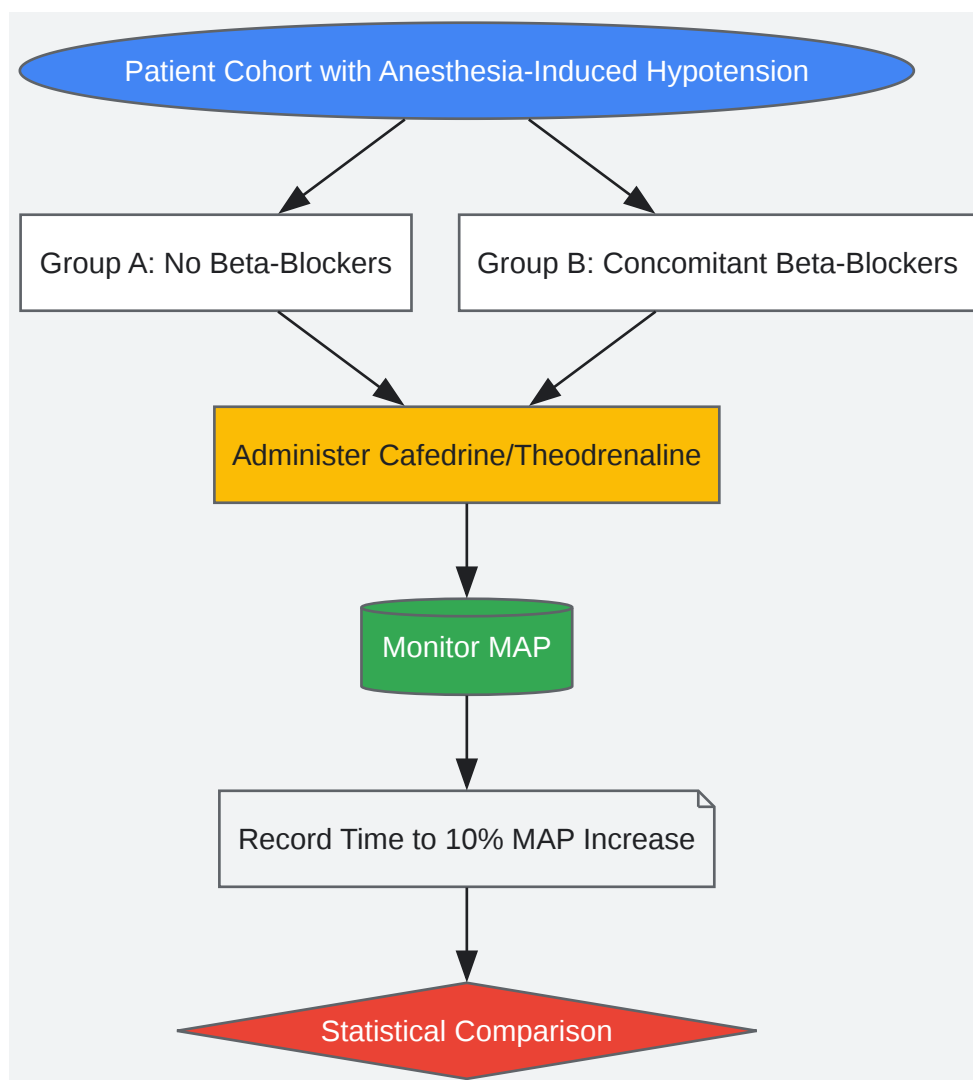 Patient Cohort with Anesthesia-Induced Hypotension
Group A: No Beta-Blockers
Group B: Concomitant Beta-Blockers
Administer Cafedrine/Theodrenaline
Monitor MAP
Record Time to 10% MAP Increase
Statistical Comparison